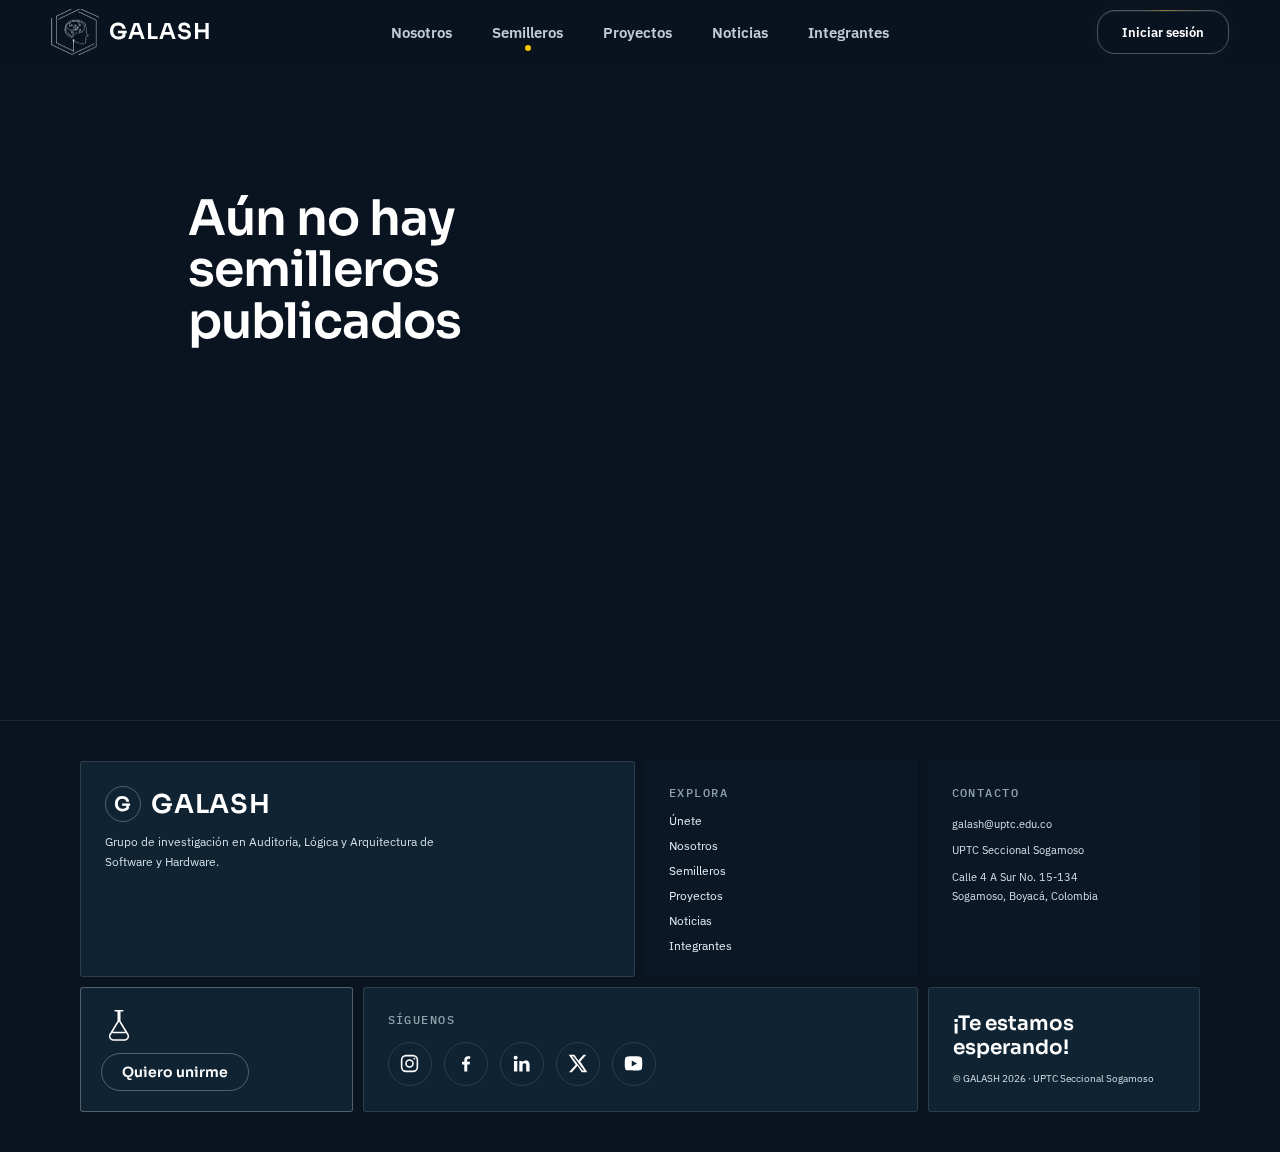 GALASH
Nosotros
Semilleros
Proyectos
Noticias
Integrantes
Iniciar sesión
Aún no hay
semilleros
publicados
G GALASH
Grupo de investigación en Auditoría, Lógica y Arquitectura de
Software y Hardware.
EXPLORA
Únete
Nosotros
Semilleros
Proyectos
Noticias
Integrantes
CONTACTO
galash@uptc.edu.co
UPTC Seccional Sogamoso
Calle 4 A Sur No. 15-134
Sogamoso, Boyacá, Colombia
Quiero unirme
SÍGUENOS
¡Te estamos
esperando!
© GALASH 2026 · UPTC Seccional Sogamoso